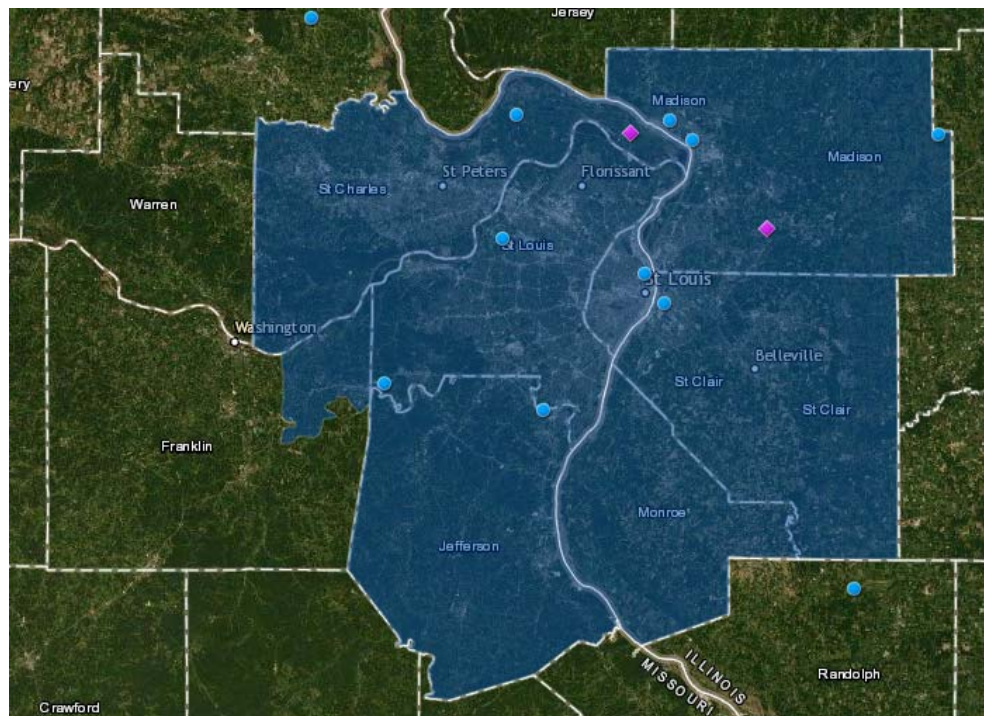 Jersey
ery
Madison
Madison
St Peters
Florissant
St Charles
Warren
St Louis
St Louis
Washington
Belleville
St Clair
St Clair
Franklin
Monroe
Jefferson
ILLINOIS
MISSOURI
Randolph
Crawford